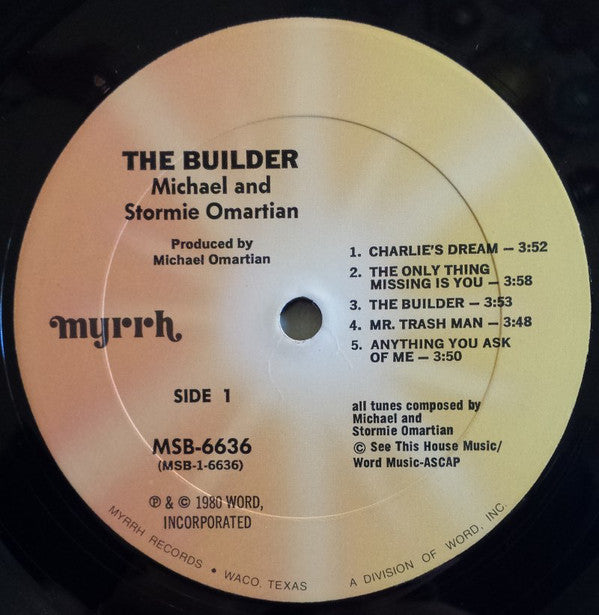 THE BUILDER
Michael and
Stormie Omartian
Produced by
Michael Omartian
1. CHARLIE'S DREAM — 3:52
2. THE ONLY THING
MISSING IS YOU — 3:58
3. THE BUILDER — 3:53
4. MR. TRASH MAN — 3:48
5. ANYTHING YOU ASK
OF ME — 3:50
myrrh
SIDE 1
MSB-6636
(MSB-1-6636)
all tunes composed by
Michael and
Stormie Omartian
© See This House Music/
Word Music-ASCAP
℗ & © 1980 WORD,
INCORPORATED
MYRRH RECORDS • WACO, TEXAS A DIVISION OF WORD, INC.